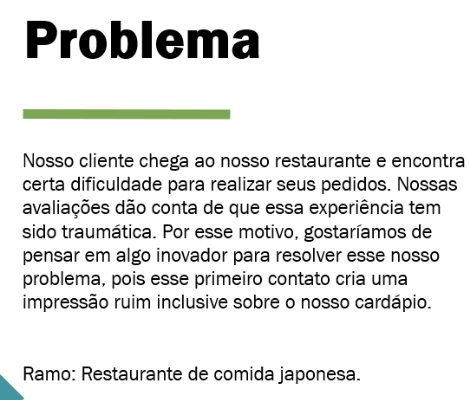 Problema
Nosso cliente chega ao nosso restaurante e encontra
certa dificuldade para realizar seus pedidos. Nossas
avaliações dão conta de que essa experiência tem
sido traumática. Por esse motivo, gostaríamos de
pensar em algo inovador para resolver esse nosso
problema, pois esse primeiro contato cria uma
impressão ruim inclusive sobre o nosso cardápio.
Ramo: Restaurante de comida japonesa.